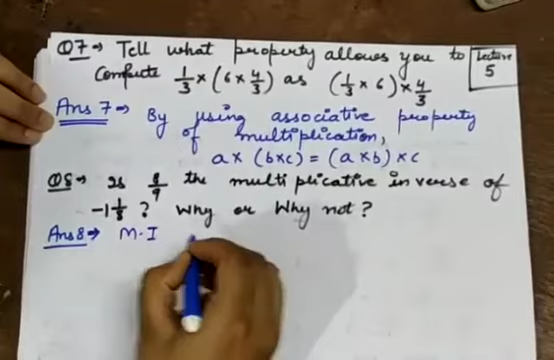 Q7→ Tell what property allows you to
Compute 1/3 × (6 × 4/3) as (1/3 × 6) × 4/3
Lecture
5
Ans 7→ By using associative property
of multiplication,
a × (b×c) = (a×b) × c
Q8→ Is 8/9 the multiplicative inverse of
-1 1/8 ? Why or Why not ?
Ans 8→ M.I